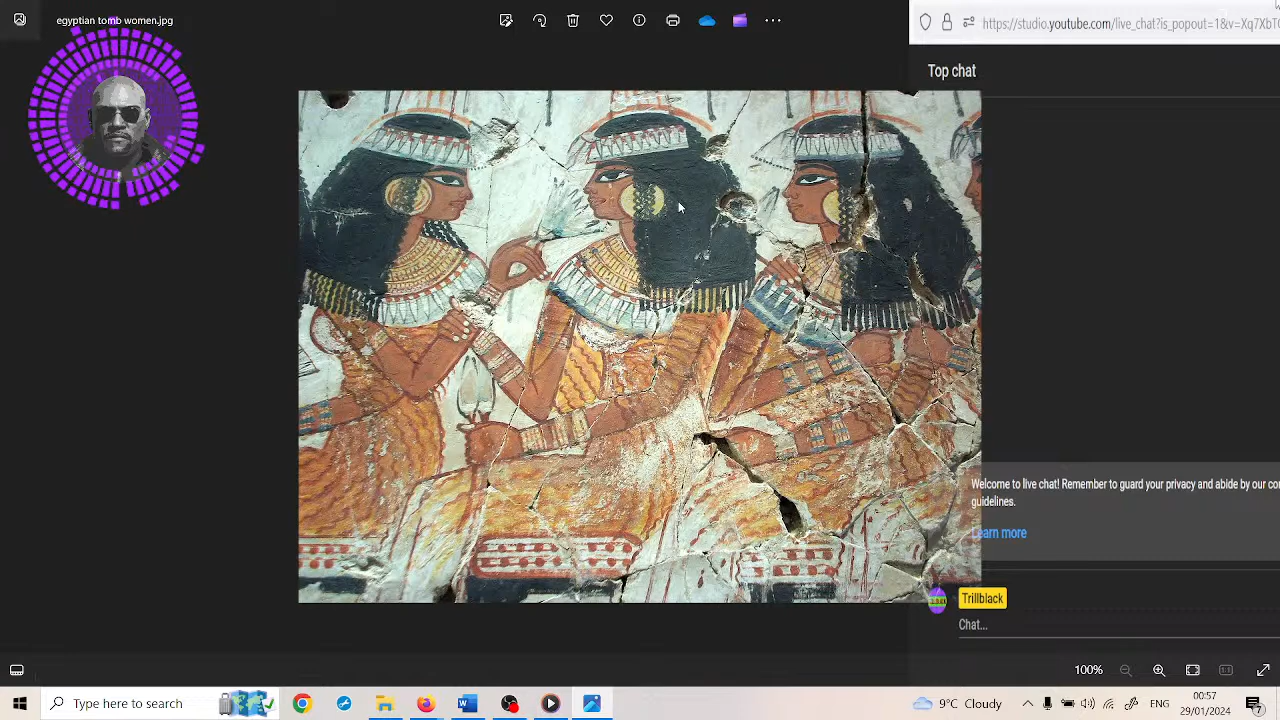 egyptian tomb women.jpg
https://studio.youtube.com/live_chat?is_popout=1&v=Xq7Xb1
Top chat
Welcome to live chat! Remember to guard your privacy and abide by our
guidelines.
Learn more
Trillblack
Chat...
100%
Type here to search
9°C Cloudy
ENG
00:57
29/01/2024
7